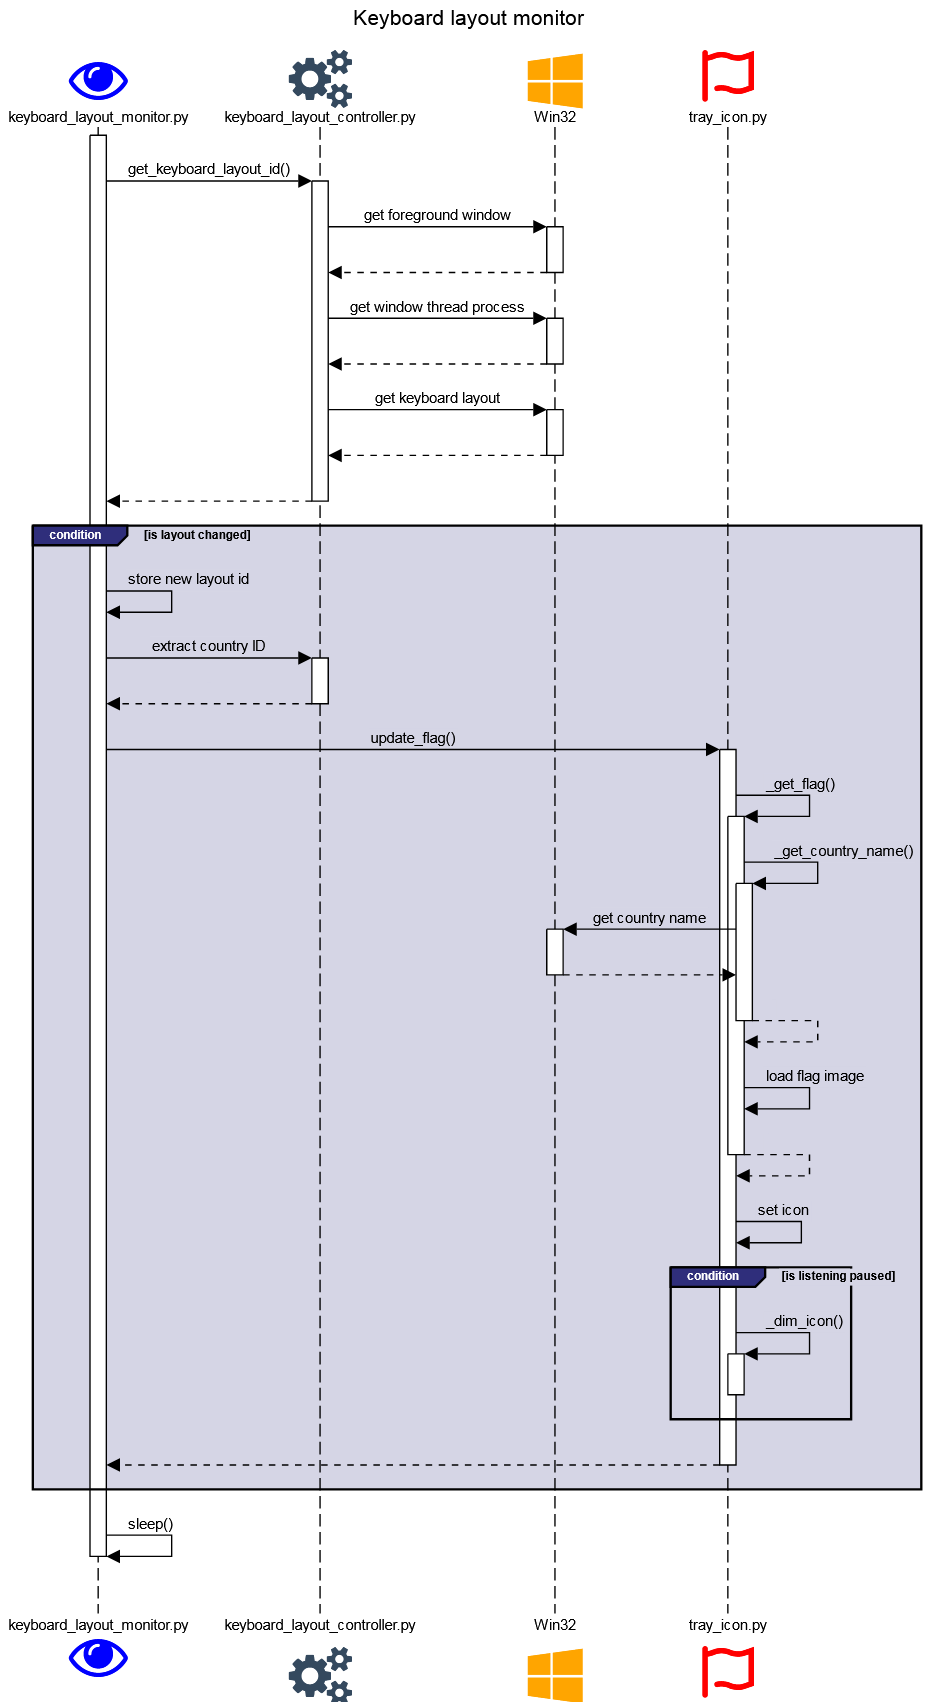 Keyboard layout monitor
keyboard_layout_monitor.py
keyboard_layout_controller.py
Win32
tray_icon.py
get_keyboard_layout_id()
get foreground window
get window thread process
get keyboard layout
condition
[is layout changed]
store new layout id
extract country ID
update_flag()
_get_flag()
_get_country_name()
get country name
load flag image
set icon
condition
[is listening paused]
_dim_icon()
sleep()
keyboard_layout_monitor.py
keyboard_layout_controller.py
Win32
tray_icon.py